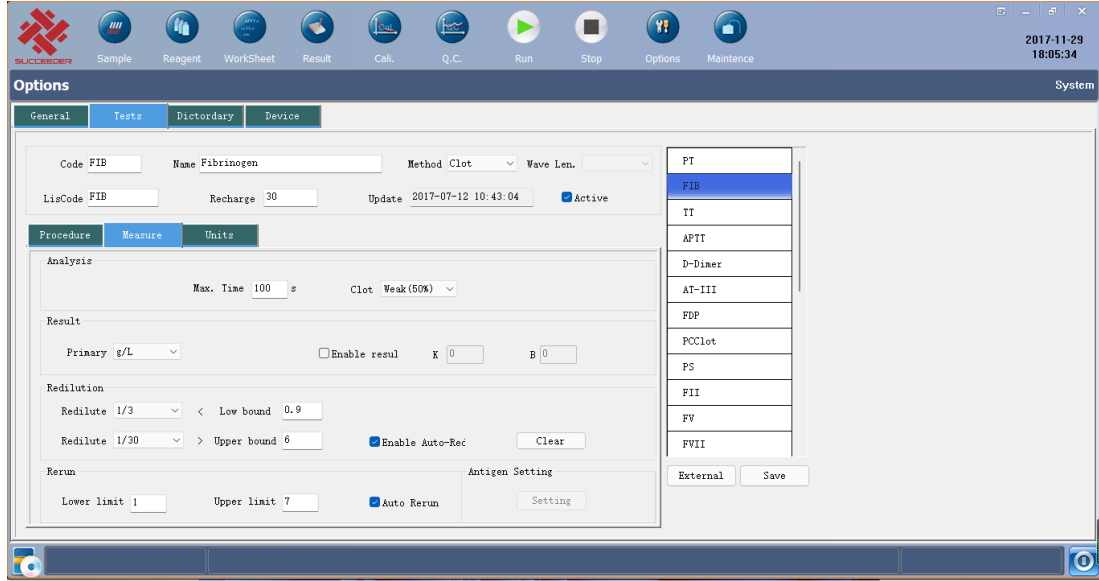 SUCCEEDER
Sample Reagent WorkSheet Result Cali. Q.C. Run Stop Options Maintence
2017-11-29
18:05:34
Options System
General Tests Dictordary Device
Code FIB Name Fibrinogen Method Clot Wave Len.
LisCode FIB Recharge 30 Update 2017-07-12 10:43:04 Active
Procedure Measure Units
Analysis
Max. Time 100 s Clot Weak(50%)
Result
Primary g/L Enable resul K 0 B 0
Redilution
Redilute 1/3 < Low bound 0.9
Redilute 1/30 > Upper bound 6 Enable Auto-Rec Clear
Rerun Antigen Setting
Lower limit 1 Upper limit 7 Auto Rerun Setting
PT
FIB
TT
APTT
D-Dimer
AT-III
FDP
PCClot
PS
FII
FV
FVII
External Save